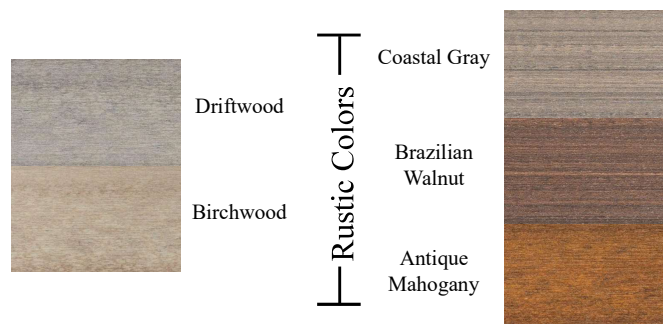 Driftwood
Birchwood
Rustic Colors
Coastal Gray
Brazilian
Walnut
Antique
Mahogany